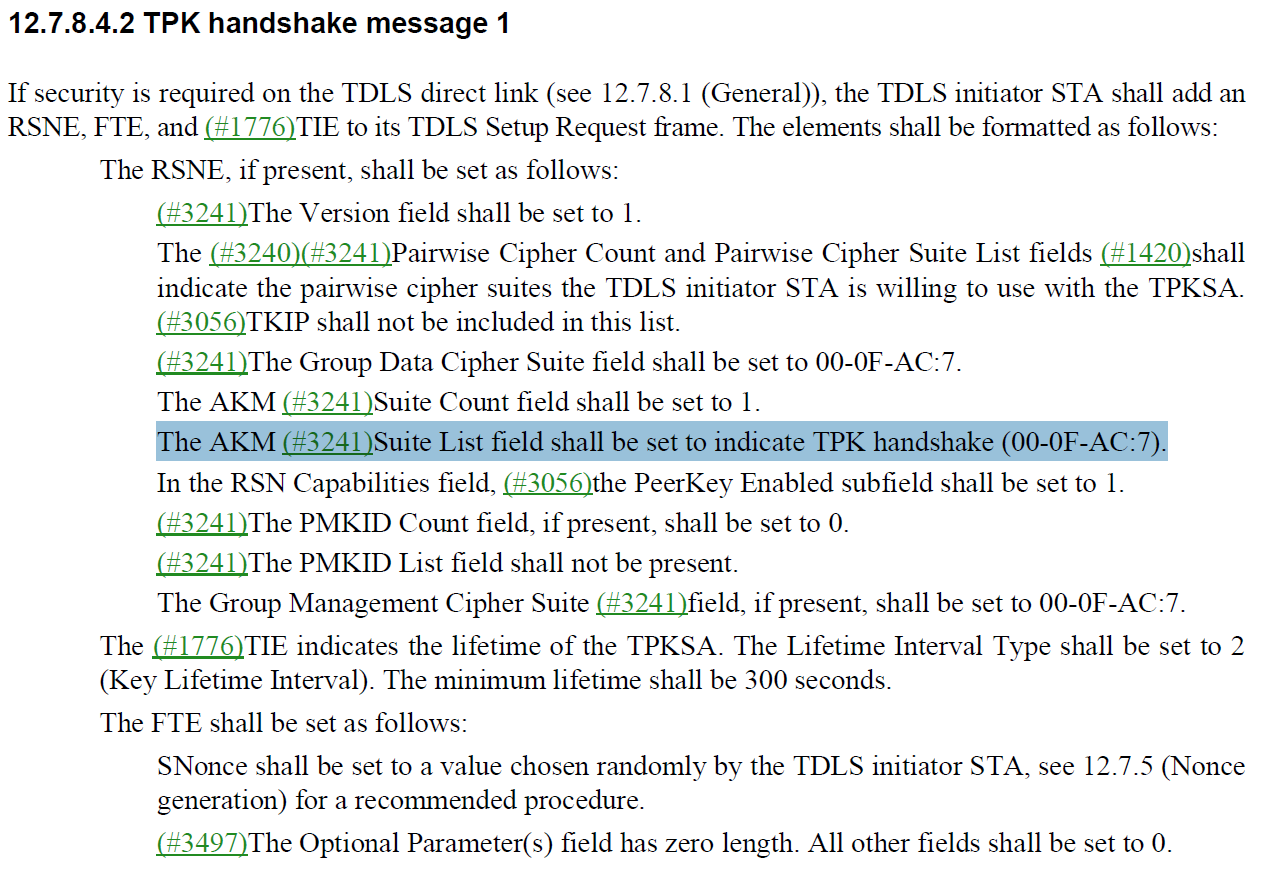 12.7.8.4.2 TPK handshake message 1
If security is required on the TDLS direct link (see 12.7.8.1 (General)), the TDLS initiator STA shall add an
RSNE, FTE, and (#1776)TIE to its TDLS Setup Request frame. The elements shall be formatted as follows:
The RSNE, if present, shall be set as follows:
(#3241)The Version field shall be set to 1.
The (#3240)(#3241)Pairwise Cipher Count and Pairwise Cipher Suite List fields (#1420)shall
indicate the pairwise cipher suites the TDLS initiator STA is willing to use with the TPKSA.
(#3056)TKIP shall not be included in this list.
(#3241)The Group Data Cipher Suite field shall be set to 00-0F-AC:7.
The AKM (#3241)Suite Count field shall be set to 1.
The AKM (#3241)Suite List field shall be set to indicate TPK handshake (00-0F-AC:7).
In the RSN Capabilities field, (#3056)the PeerKey Enabled subfield shall be set to 1.
(#3241)The PMKID Count field, if present, shall be set to 0.
(#3241)The PMKID List field shall not be present.
The Group Management Cipher Suite (#3241)field, if present, shall be set to 00-0F-AC:7.
The (#1776)TIE indicates the lifetime of the TPKSA. The Lifetime Interval Type shall be set to 2
(Key Lifetime Interval). The minimum lifetime shall be 300 seconds.
The FTE shall be set as follows:
SNonce shall be set to a value chosen randomly by the TDLS initiator STA, see 12.7.5 (Nonce
generation) for a recommended procedure.
(#3497)The Optional Parameter(s) field has zero length. All other fields shall be set to 0.